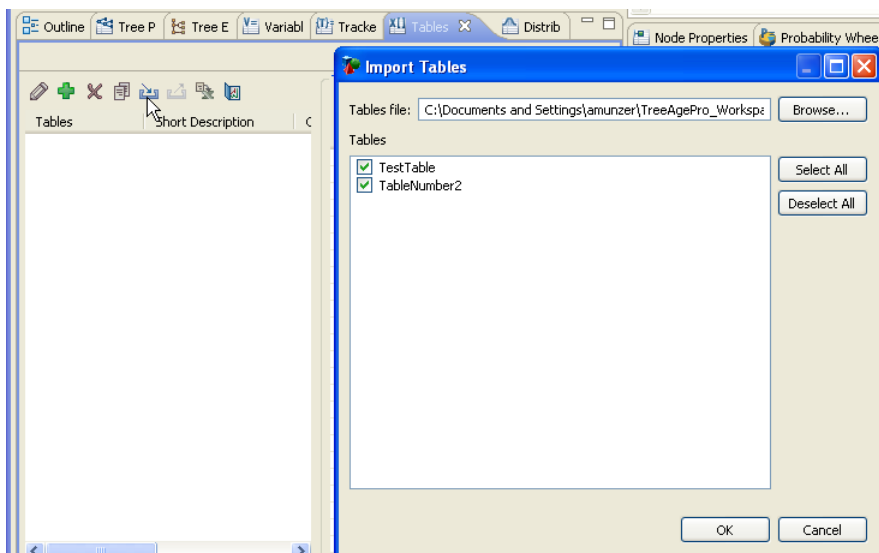 Outline Tree P Tree E Variabl Tracke Tables Distrib
Node Properties Probability Whee
Import Tables
Tables file: C:\Documents and Settings\amunzer\TreeAgePro_Workspa Browse...
Tables Short Description
Tables
TestTable
TableNumber2
Select All
Deselect All
OK Cancel